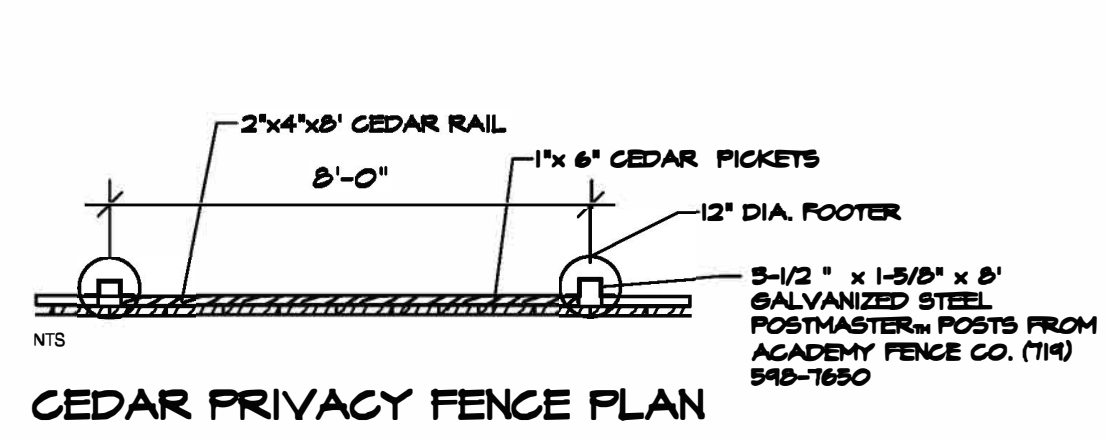 2"x4"x8' CEDAR RAIL
1"x 6" CEDAR PICKETS
8'-0"
12" DIA. FOOTER
3-1/2 " x 1-5/8" x 8'
GALVANIZED STEEL
POSTMASTER™ POSTS FROM
ACADEMY FENCE CO. (719)
598-7650
NTS
CEDAR PRIVACY FENCE PLAN